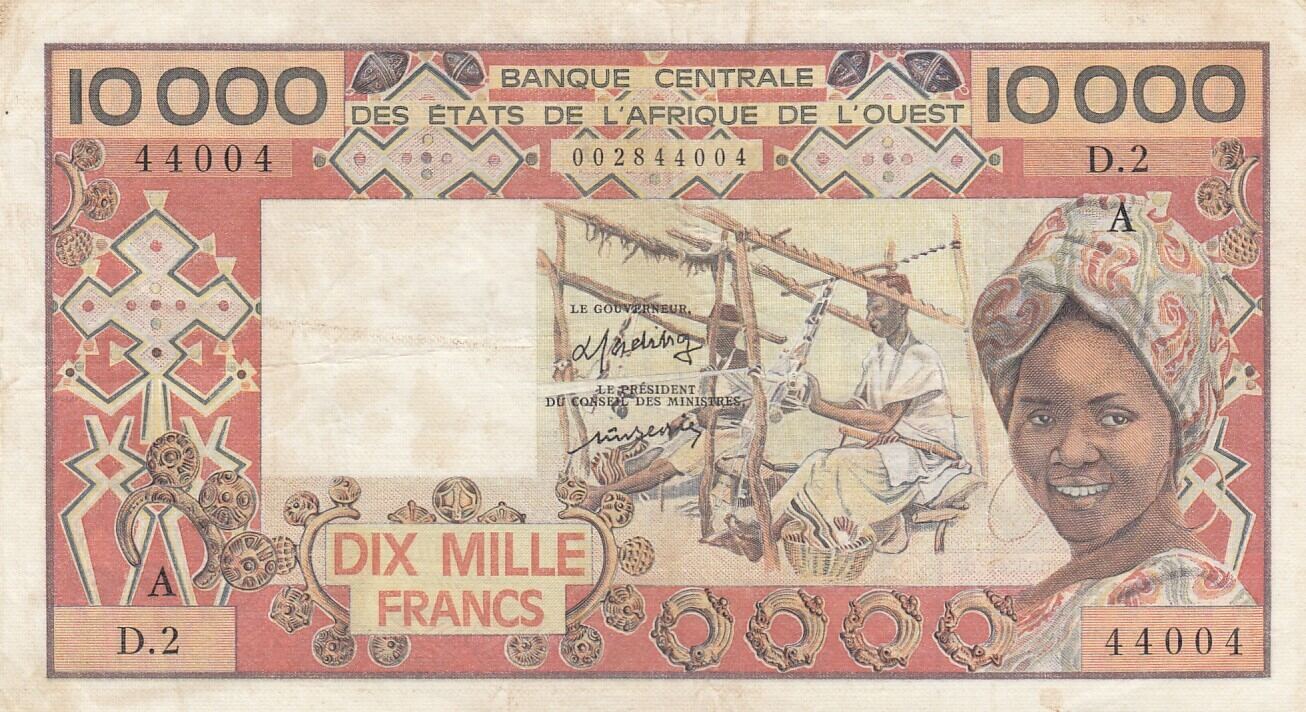 10 000
BANQUE CENTRALE
10 000
DES ÉTATS DE L'AFRIQUE DE L'OUEST
44004
002844004
D.2
A
LE GOUVERNEUR,
LE PRÉSIDENT
DU CONSEIL DES MINISTRES
DIX MILLE
FRANCS
A
D.2
44004